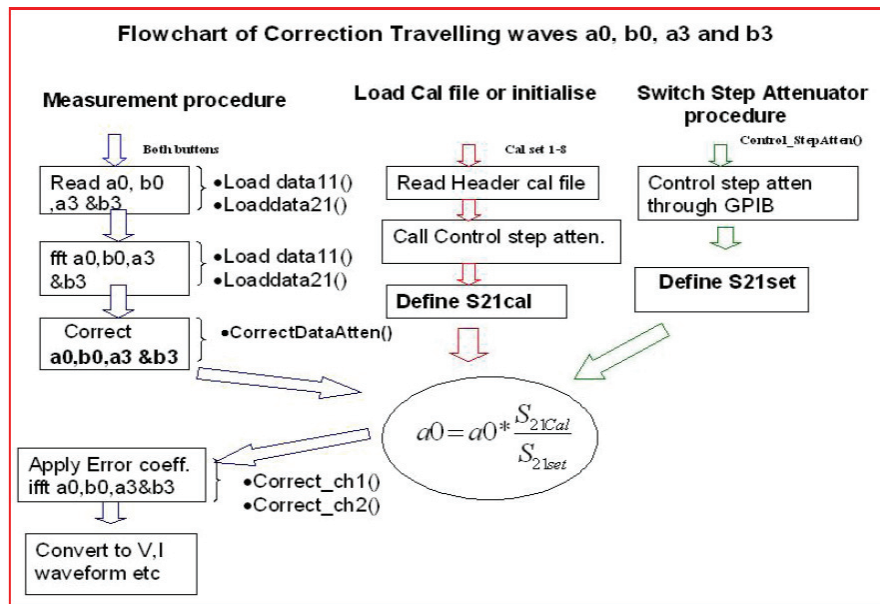 Flowchart of Correction Travelling waves a0, b0, a3 and b3
Measurement procedure
Both buttons
Read a0, b0
,a3 &b3
•Load data11()
•Loaddata21()
fft a0,b0,a3
&b3
•Load data11()
•Loaddata21()
Correct
a0,b0,a3 &b3
•CorrectDataAtten()
Apply Error coeff.
ifft a0,b0,a3&b3
•Correct_ch1()
•Correct_ch2()
Convert to V,I
waveform etc
Load Cal file or initialise
Cal set 1-8
Read Header cal file
Call Control step atten.
Define S21cal
a0 = a0 * S21Cal / S21set
Switch Step Attenuator
procedure
Control_StepAtten()
Control step atten
through GPIB
Define S21set